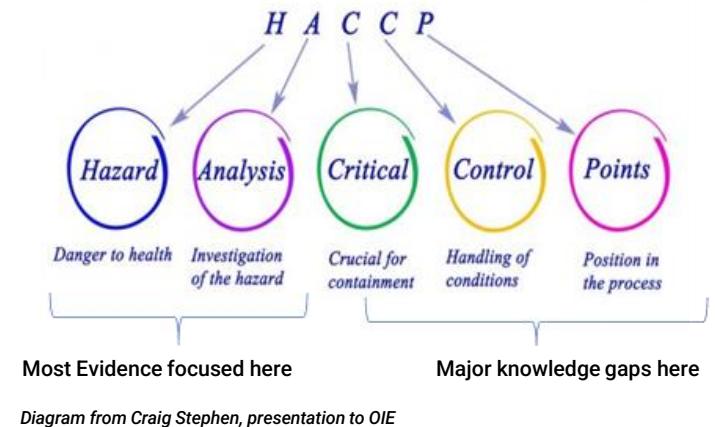 H A C C P
Hazard Analysis Critical Control Points
Danger to health
Investigation
of the hazard
Crucial for
containment
Handling of
conditions
Position in
the process
Most Evidence focused here
Major knowledge gaps here
Diagram from Craig Stephen, presentation to OIE